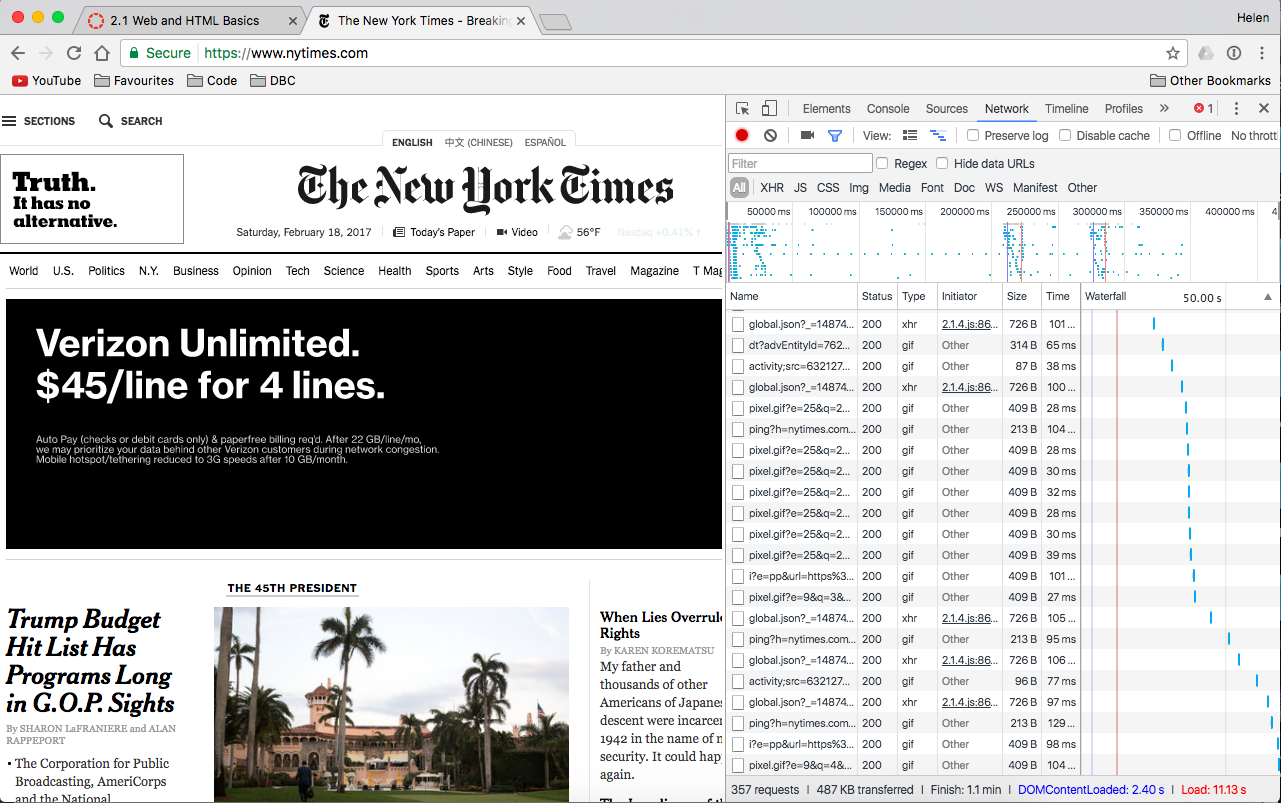 2.1 Web and HTML Basics
The New York Times - Breaking
Helen
Secure https://www.nytimes.com
YouTube Favourites Code DBC Other Bookmarks
SECTIONS SEARCH
ENGLISH 中文 (CHINESE) ESPAÑOL
Truth.
It has no
alternative.
The New York Times
Saturday, February 18, 2017 Today's Paper Video 56°F Nasdaq +0.41% ↑
World U.S. Politics N.Y. Business Opinion Tech Science Health Sports Arts Style Food Travel Magazine T Mag
Verizon Unlimited.
$45/line for 4 lines.
Auto Pay (checks or debit cards only) & paperfree billing req'd. After 22 GB/line/mo,
we may prioritize your data behind other Verizon customers during network congestion.
Mobile hotspot/tethering reduced to 3G speeds after 10 GB/month.
THE 45TH PRESIDENT
Trump Budget
Hit List Has
Programs Long
in G.O.P. Sights
By SHARON LaFRANIERE and ALAN
RAPPEPORT
• The Corporation for Public
Broadcasting, AmeriCorps
and the National
When Lies Overrule
Rights
By KAREN KOREMATSU
My father and
thousands of other
Americans of Japanes
descent were incarcer
1942 in the name of n
security. It could hap
again.
Elements Console Sources Network Timeline Profiles » 1
View: Preserve log Disable cache Offline No thrott
Filter Regex Hide data URLs
All XHR JS CSS Img Media Font Doc WS Manifest Other
50000 ms 100000 ms 150000 ms 200000 ms 250000 ms 300000 ms 350000 ms 400000 ms 4
Name Status Type Initiator Size Time Waterfall 50.00 s
global.json?_=14874... 200 xhr 2.1.4.js:86... 726 B 101 ...
dt?advEntityId=762... 200 gif Other 314 B 65 ms
activity;src=632127... 200 gif Other 87 B 38 ms
global.json?_=14874... 200 xhr 2.1.4.js:86... 726 B 100 ...
pixel.gif?e=25&q=2... 200 gif Other 409 B 28 ms
ping?h=nytimes.com... 200 gif Other 213 B 104 ...
pixel.gif?e=25&q=2... 200 gif Other 409 B 28 ms
pixel.gif?e=25&q=2... 200 gif Other 409 B 30 ms
pixel.gif?e=25&q=2... 200 gif Other 409 B 32 ms
pixel.gif?e=25&q=2... 200 gif Other 409 B 28 ms
pixel.gif?e=25&q=2... 200 gif Other 409 B 30 ms
pixel.gif?e=25&q=2... 200 gif Other 409 B 39 ms
i?e=pp&url=https%3... 200 gif Other 409 B 101 ...
pixel.gif?e=9&q=3&... 200 gif Other 409 B 27 ms
global.json?_=14874... 200 xhr 2.1.4.js:86... 726 B 105 ...
ping?h=nytimes.com... 200 gif Other 213 B 95 ms
global.json?_=14874... 200 xhr 2.1.4.js:86... 726 B 106 ...
activity;src=632127... 200 gif Other 96 B 77 ms
global.json?_=14874... 200 xhr 2.1.4.js:86... 726 B 97 ms
ping?h=nytimes.com... 200 gif Other 213 B 129 ...
i?e=pp&url=https%3... 200 gif Other 409 B 98 ms
pixel.gif?e=9&q=4&... 200 gif Other 409 B 104 ...
357 requests | 487 KB transferred | Finish: 1.1 min | DOMContentLoaded: 2.40 s | Load: 11.13 s